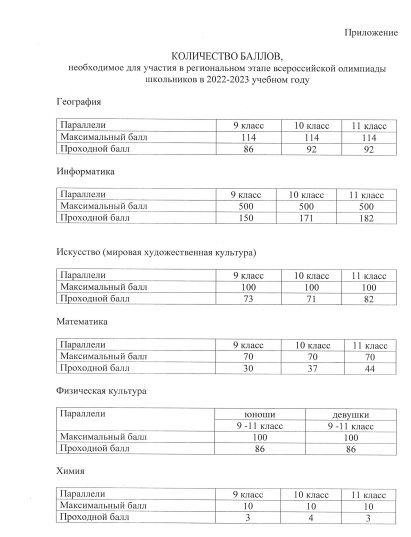 Приложение
КОЛИЧЕСТВО БАЛЛОВ,
необходимое для участия в региональном этапе всероссийской олимпиады
школьников в 2022-2023 учебном году
География
Параллели 9 класс 10 класс 11 класс
Максимальный балл 114 114 114
Проходной балл 86 92 92
Информатика
Параллели 9 класс 10 класс 11 класс
Максимальный балл 500 500 500
Проходной балл 150 171 182
Искусство (мировая художественная культура)
Параллели 9 класс 10 класс 11 класс
Максимальный балл 100 100 100
Проходной балл 73 71 82
Математика
Параллели 9 класс 10 класс 11 класс
Максимальный балл 70 70 70
Проходной балл 30 37 44
Физическая культура
Параллели юноши девушки
9 -11 класс 9 -11 класс
Максимальный балл 100 100
Проходной балл 86 86
Химия
Параллели 9 класс 10 класс 11 класс
Максимальный балл 10 10 10
Проходной балл 3 4 3